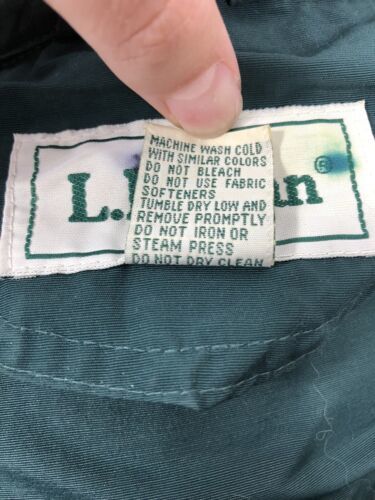 MACHINE WASH COLD
WITH SIMILAR COLORS
DO NOT BLEACH
DO NOT USE FABRIC
SOFTENERS
TUMBLE DRY LOW AND
REMOVE PROMPTLY
DO NOT IRON OR
STEAM PRESS
DO NOT DRY CLEAN
L. an®